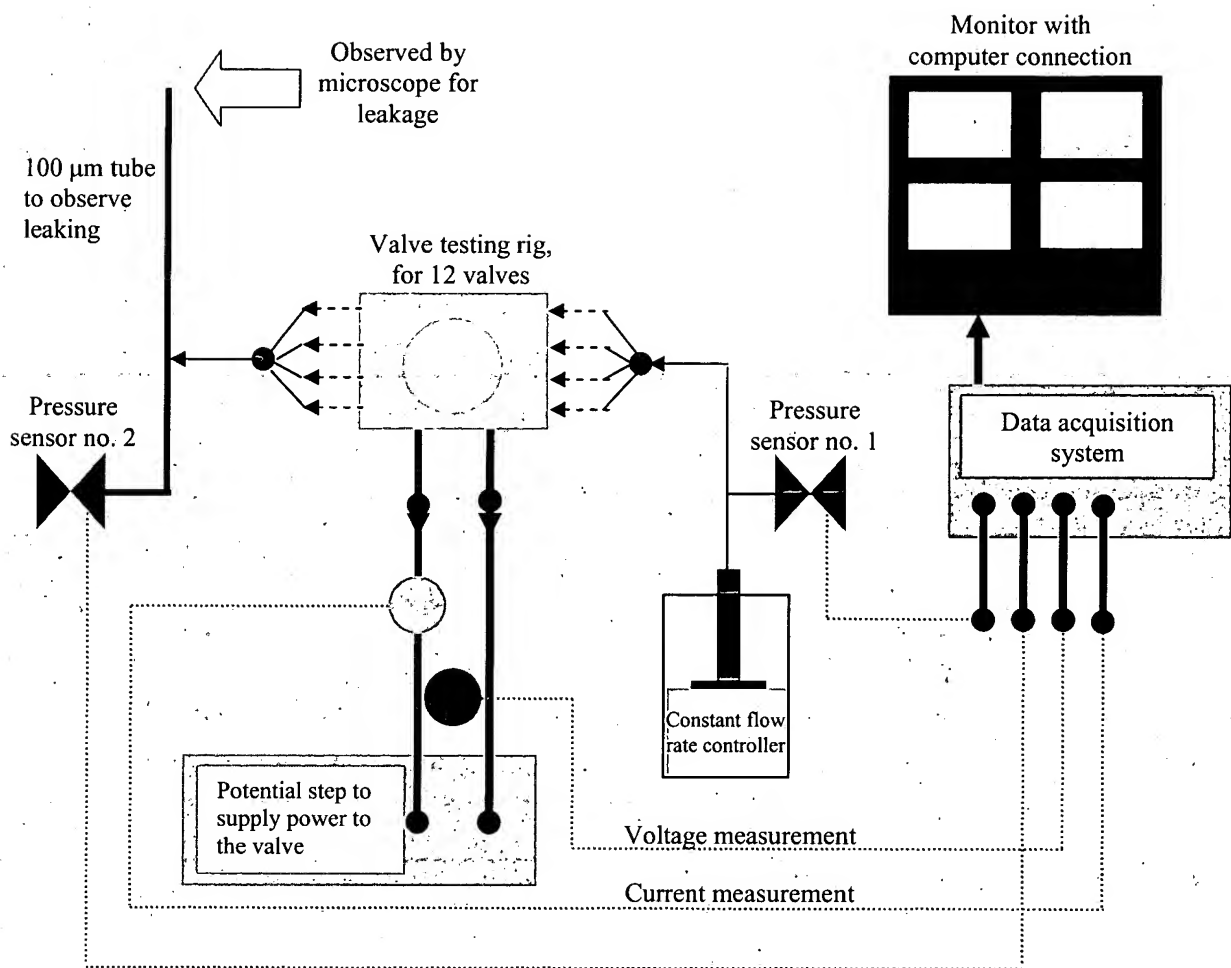 Monitor with
computer connection
Observed by
microscope for
leakage
100 µm tube
to observe
leaking
Valve testing rig,
for 12 valves
Pressure
sensor no. 2
Pressure
sensor no. 1
Data acquisition
system
Constant flow
rate controller
Potential step to
supply power to
the valve
Voltage measurement
Current measurement